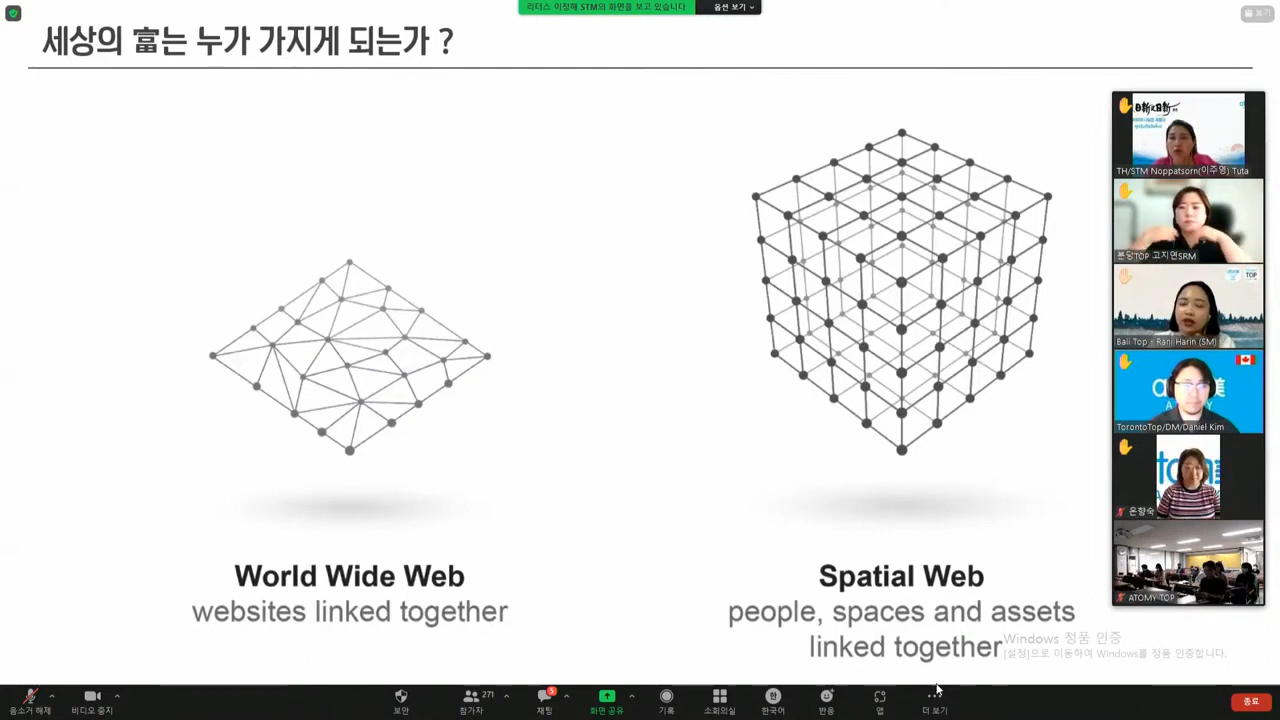 리더스 이정해 STM의 화면을 보고 있습니다
옵션 보기
보기
세상의 富는 누가 가지게 되는가 ?
TH/STM Noppatsorn(이주영) Tuta
분당TOP 고지연SRM
TOP
Bali Top - Rani Harin (SM)
TorontoTop/DM/Daniel Kim
온향숙
ATOMY TOP
World Wide Web
websites linked together
Spatial Web
people, spaces and assets
linked together
Windows 정품 인증
[설정]으로 이동하여 Windows를 정품 인증합니다.
음소거 해제
비디오 중지
보안
271
참가자
5
채팅
화면 공유
기록
소회의실
한
한국어
반응
앱
더 보기
종료